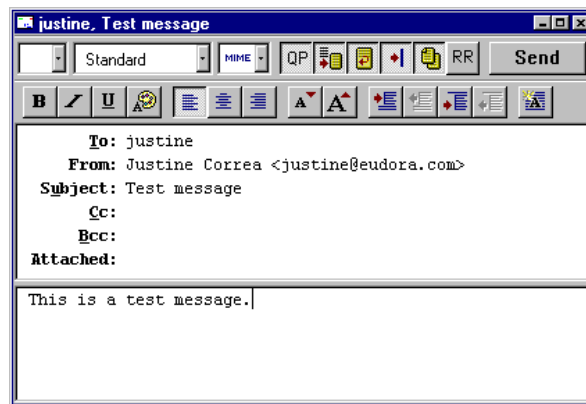 justine, Test message
Standard MIME QP RR Send
B I U A A A A
To: justine
From: Justine Correa <justine@eudora.com>
Subject: Test message
Cc:
Bcc:
Attached:
This is a test message.